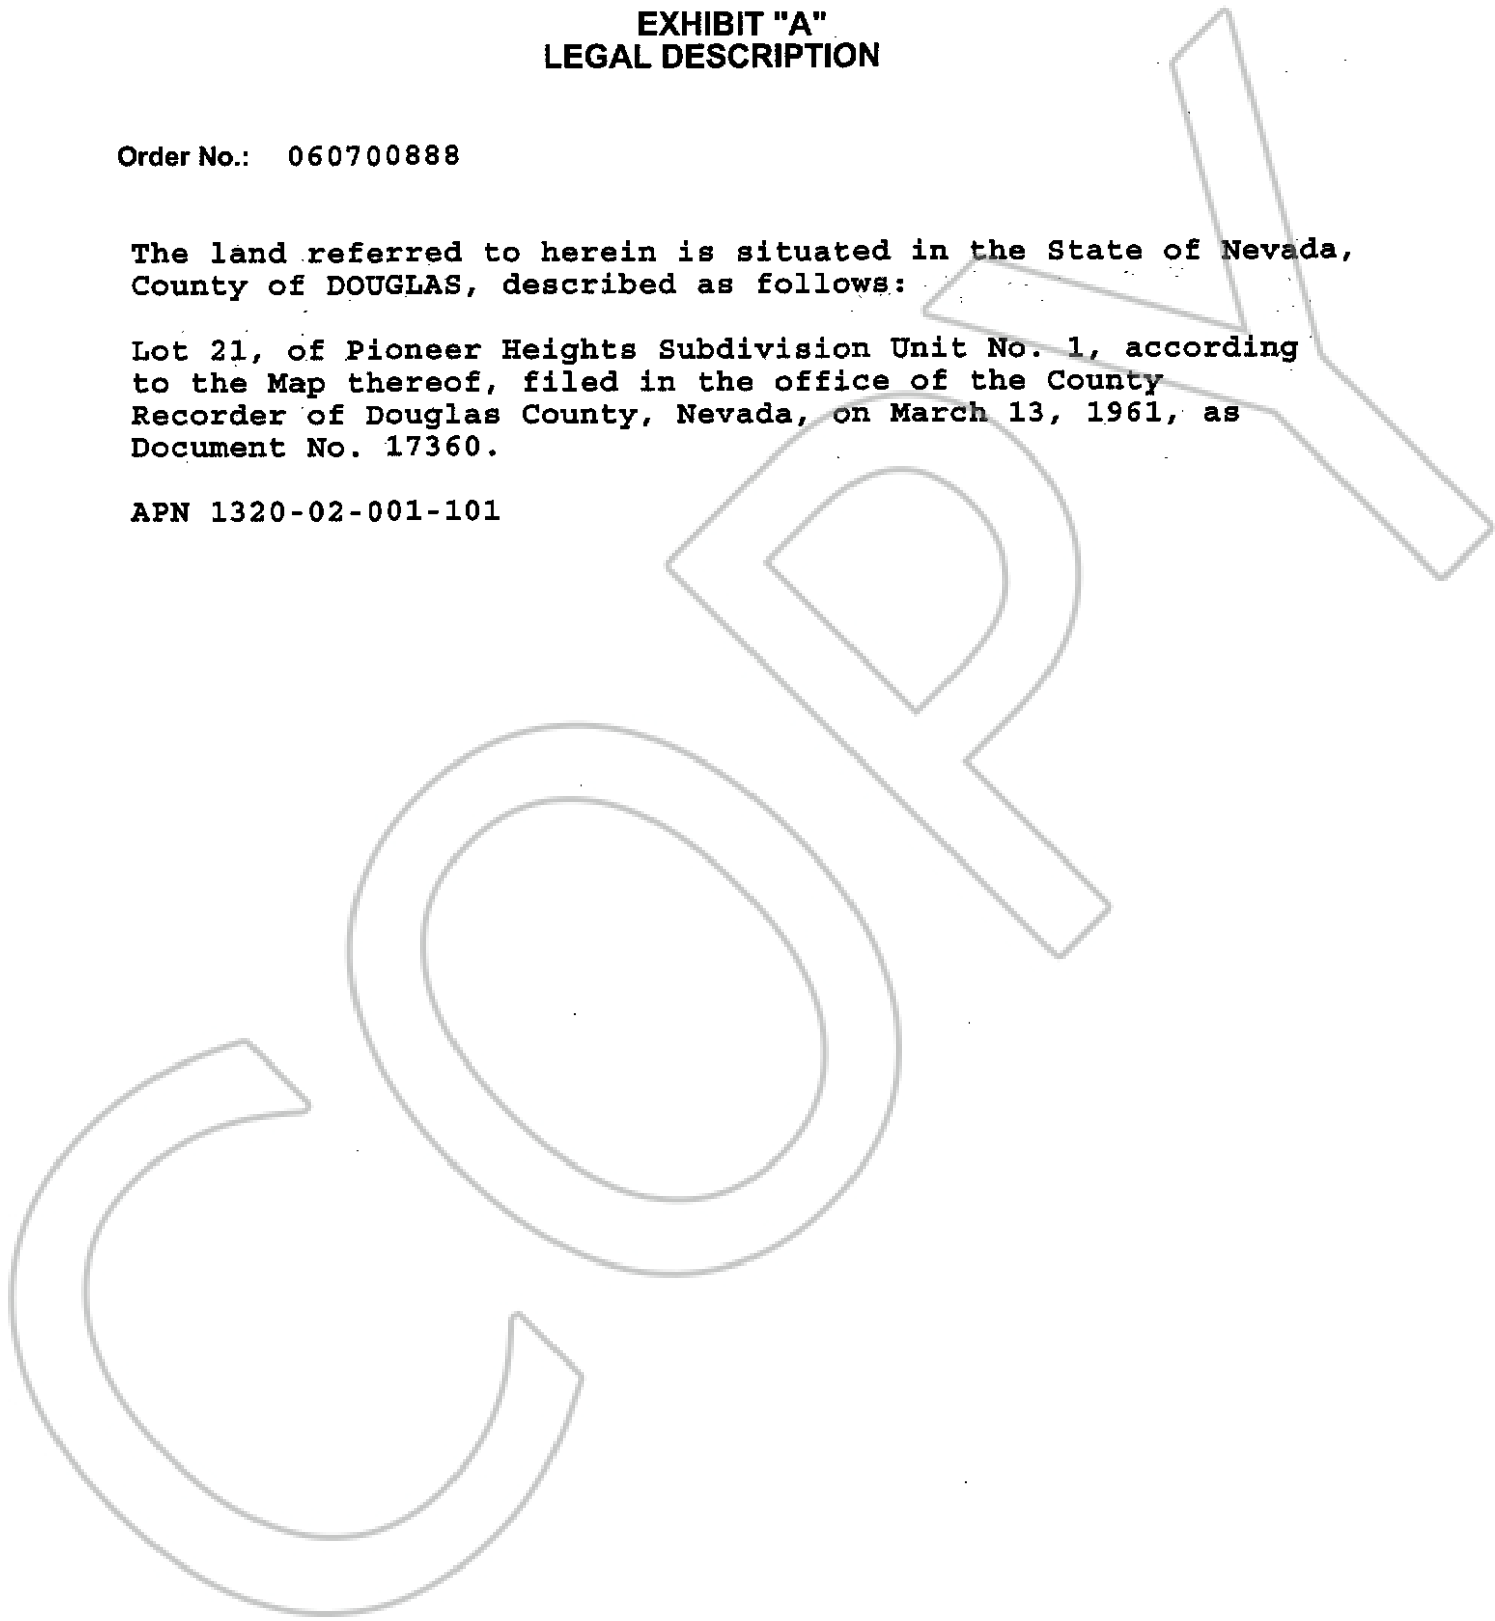 EXHIBIT "A"
LEGAL DESCRIPTION
Order No.: 060700888
The land referred to herein is situated in the State of Nevada,
County of DOUGLAS, described as follows:
Lot 21, of Pioneer Heights Subdivision Unit No. 1, according
to the Map thereof, filed in the office of the County
Recorder of Douglas County, Nevada, on March 13, 1961, as
Document No. 17360.
APN 1320-02-001-101
COPY